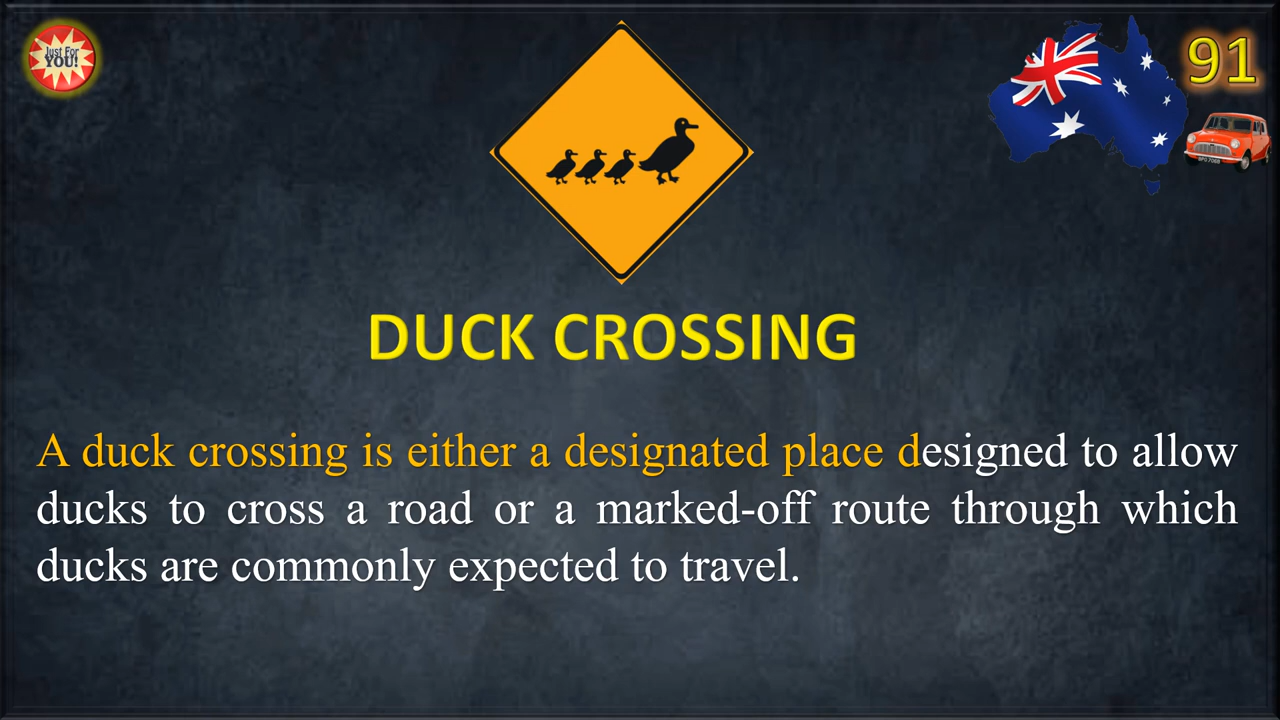 Just For
YOU!
91
DUCK CROSSING
A duck crossing is either a designated place designed to allow
ducks to cross a road or a marked-off route through which
ducks are commonly expected to travel.